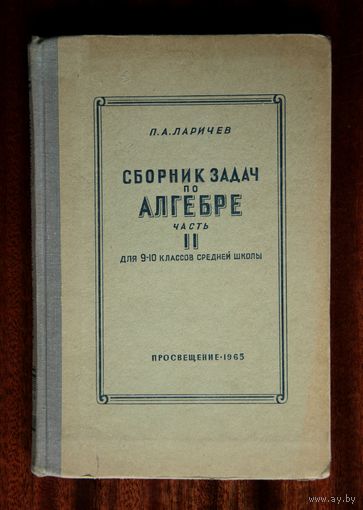 П.А.ЛАРИЧЕВ
СБОРНИК ЗАДАЧ
ПО
АЛГЕБРЕ
ЧАСТЬ
II
ДЛЯ 9-10 КЛАССОВ СРЕДНЕЙ ШКОЛЫ
ПРОСВЕЩЕНИЕ·1965
www.ay.by